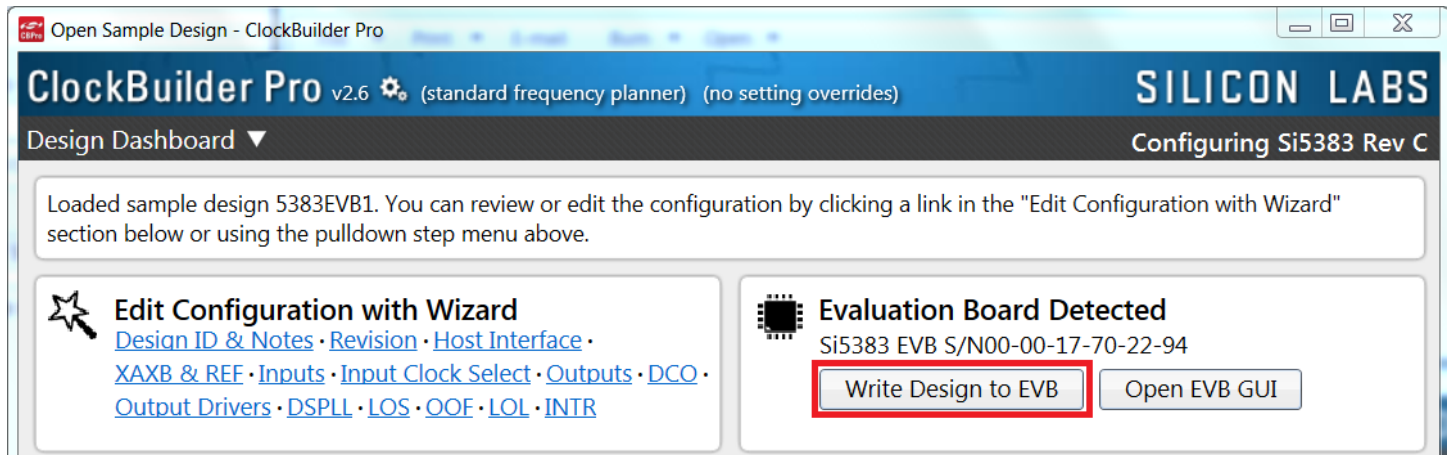 Open Sample Design - ClockBuilder Pro
ClockBuilder Pro v2.6 (standard frequency planner) (no setting overrides) SILICON LABS
Design Dashboard ▼ Configuring Si5383 Rev C
Loaded sample design 5383EVB1. You can review or edit the configuration by clicking a link in the "Edit Configuration with Wizard"
section below or using the pulldown step menu above.
Edit Configuration with Wizard
Design ID & Notes · Revision · Host Interface ·
XAXB & REF · Inputs · Input Clock Select · Outputs · DCO ·
Output Drivers · DSPLL · LOS · OOF · LOL · INTR
Evaluation Board Detected
Si5383 EVB S/N00-00-17-70-22-94
Write Design to EVB Open EVB GUI